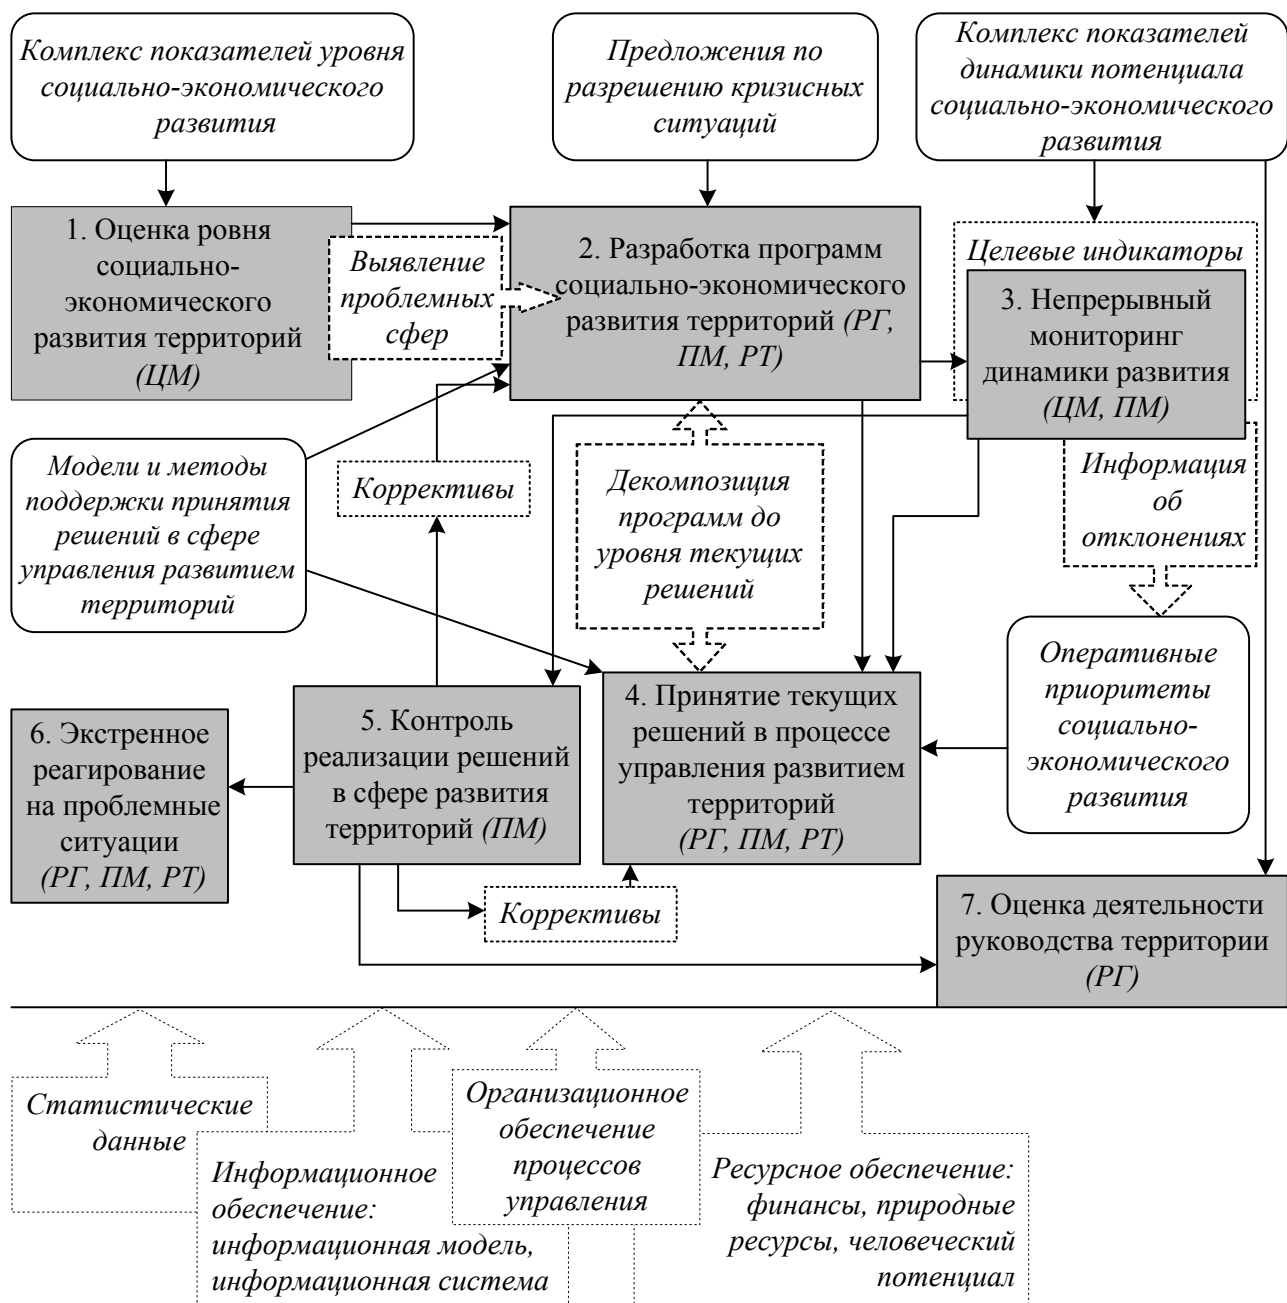 Комплекс показателей уровня
социально-экономического
развития
Предложения по
разрешению кризисных
ситуаций
Комплекс показателей
динамики потенциала
социально-экономического
развития
1. Оценка ровня
социально-
экономического
развития территорий
(ЦМ)
Выявление
проблемных
сфер
2. Разработка программ
социально-экономического
развития территорий (РГ,
ПМ, РТ)
Целевые индикаторы
3. Непрерывный
мониторинг
динамики развития
(ЦМ, ПМ)
Модели и методы
поддержки принятия
решений в сфере
управления развитием
территорий
Коррективы
Декомпозиция
программ до
уровня текущих
решений
Информация
об
отклонениях
Оперативные
приоритеты
социально-
экономического
развития
6. Экстренное
реагирование
на проблемные
ситуации
(РГ, ПМ, РТ)
5. Контроль
реализации решений
в сфере развития
территорий (ПМ)
4. Принятие текущих
решений в процессе
управления развитием
территорий
(РГ, ПМ, РТ)
Коррективы
7. Оценка деятельности
руководства территории
(РГ)
Статистические
данные
Информационное
обеспечение:
информационная модель,
информационная система
Организационное
обеспечение
процессов
управления
Ресурсное обеспечение:
финансы, природные
ресурсы, человеческий
потенциал